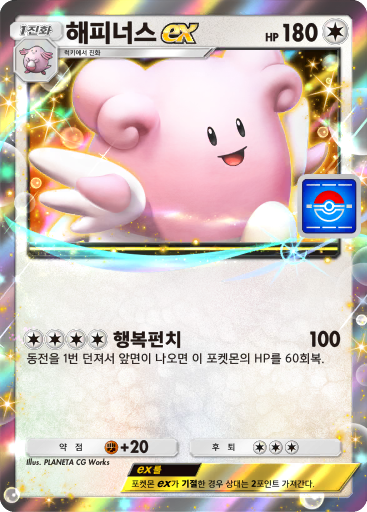 1진화 해피너스 ex HP 180
럭키에서 진화
행복펀치 100
동전을 1번 던져서 앞면이 나오면 이 포켓몬의 HP를 60회복.
약 점 +20 후 퇴
Illus. PLANETA CG Works
ex 룰
포켓몬 ex가 기절한 경우 상대는 2포인트 가져간다.